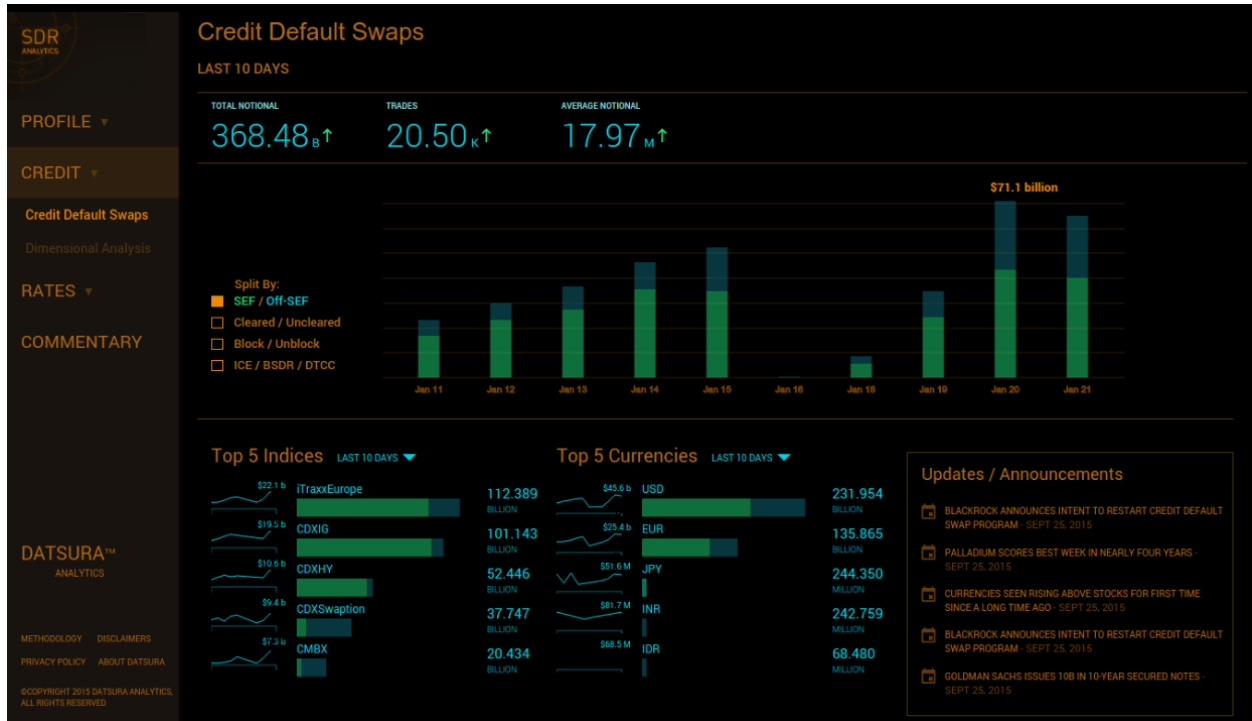 SDR
ANALYTICS
PROFILE
CREDIT
Credit Default Swaps
Dimensional Analysis
RATES
COMMENTARY
DATSURA™
ANALYTICS
METHODOLOGY DISCLAIMERS
PRIVACY POLICY ABOUT DATSURA
©COPYRIGHT 2015 DATSURA ANALYTICS,
ALL RIGHTS RESERVED
Credit Default Swaps
LAST 10 DAYS
TOTAL NOTIONAL TRADES AVERAGE NOTIONAL
368.48 B↑ 20.50 K↑ 17.97 M↑
$71.1 billion
Split By:
SEF / Off-SEF
Cleared / Uncleared
Block / Unblock
ICE / BSDR / DTCC
Jan 11 Jan 12 Jan 13 Jan 14 Jan 15 Jan 16 Jan 18 Jan 19 Jan 20 Jan 21
Top 5 Indices LAST 10 DAYS
$22.1 b iTraxxEurope 112.389
BILLION
$19.5 b CDXIG 101.143
BILLION
$10.6 b CDXHY 52.446
BILLION
$9.4 b CDXSwaption 37.747
BILLION
CMBX 20.434
BILLION
Top 5 Currencies LAST 10 DAYS
$45.6 b USD 231.954
BILLION
$25.4 b EUR 135.865
BILLION
$51.6 M JPY 244.350
MILLION
$81.7 M INR 242.759
MILLION
$68.5 M IDR 68.480
MILLION
Updates / Announcements
BLACKROCK ANNOUNCES INTENT TO RESTART CREDIT DEFAULT
SWAP PROGRAM - SEPT 25, 2015
PALLADIUM SCORES BEST WEEK IN NEARLY FOUR YEARS -
SEPT 25, 2015
CURRENCIES SEEN RISING ABOVE STOCKS FOR FIRST TIME
SINCE A LONG TIME AGO - SEPT 25, 2015
BLACKROCK ANNOUNCES INTENT TO RESTART CREDIT DEFAULT
SWAP PROGRAM - SEPT 25, 2015
GOLDMAN SACHS ISSUES 10B IN 10-YEAR SECURED NOTES -
SEPT 25, 2015